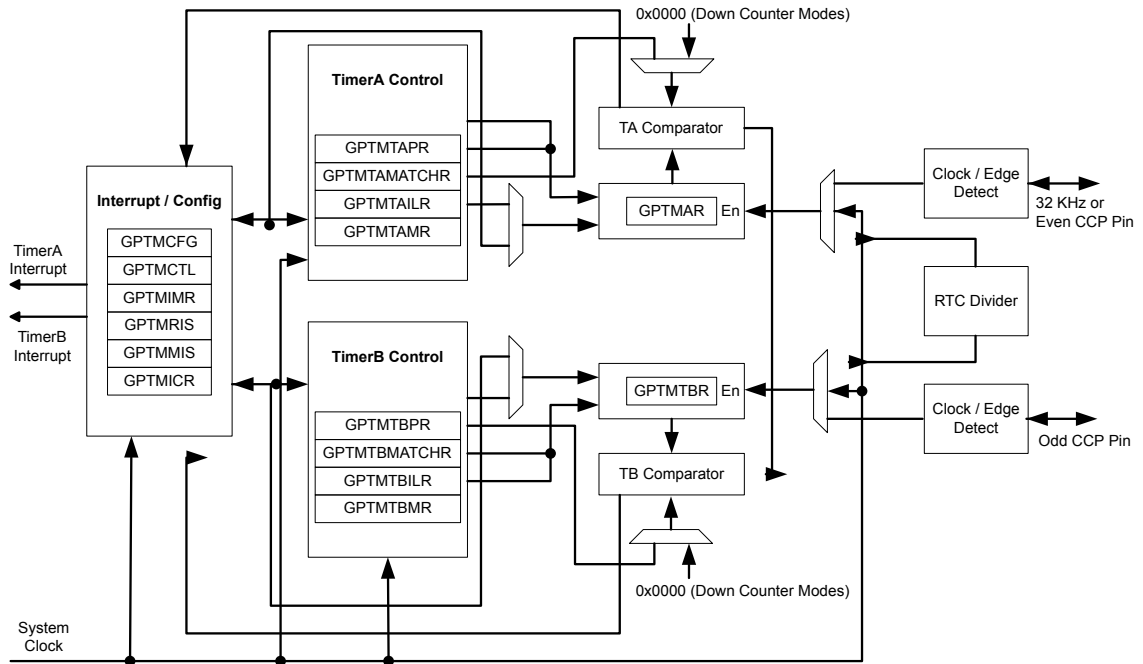 0x0000 (Down Counter Modes)
TimerA Control
GPTMTAPR
GPTMTAMATCHR
GPTMTAILR
GPTMTAMR
TA Comparator
GPTMAR
En
Clock / Edge
Detect
32 KHz or
Even CCP Pin
Interrupt / Config
GPTMCFG
GPTMCTL
GPTMIMR
GPTMRIS
GPTMMIS
GPTMICR
TimerA
Interrupt
TimerB
Interrupt
RTC Divider
TimerB Control
GPTMTBPR
GPTMTBMATCHR
GPTMTBILR
GPTMTBMR
GPTMTBR
En
TB Comparator
Clock / Edge
Detect
Odd CCP Pin
0x0000 (Down Counter Modes)
System
Clock